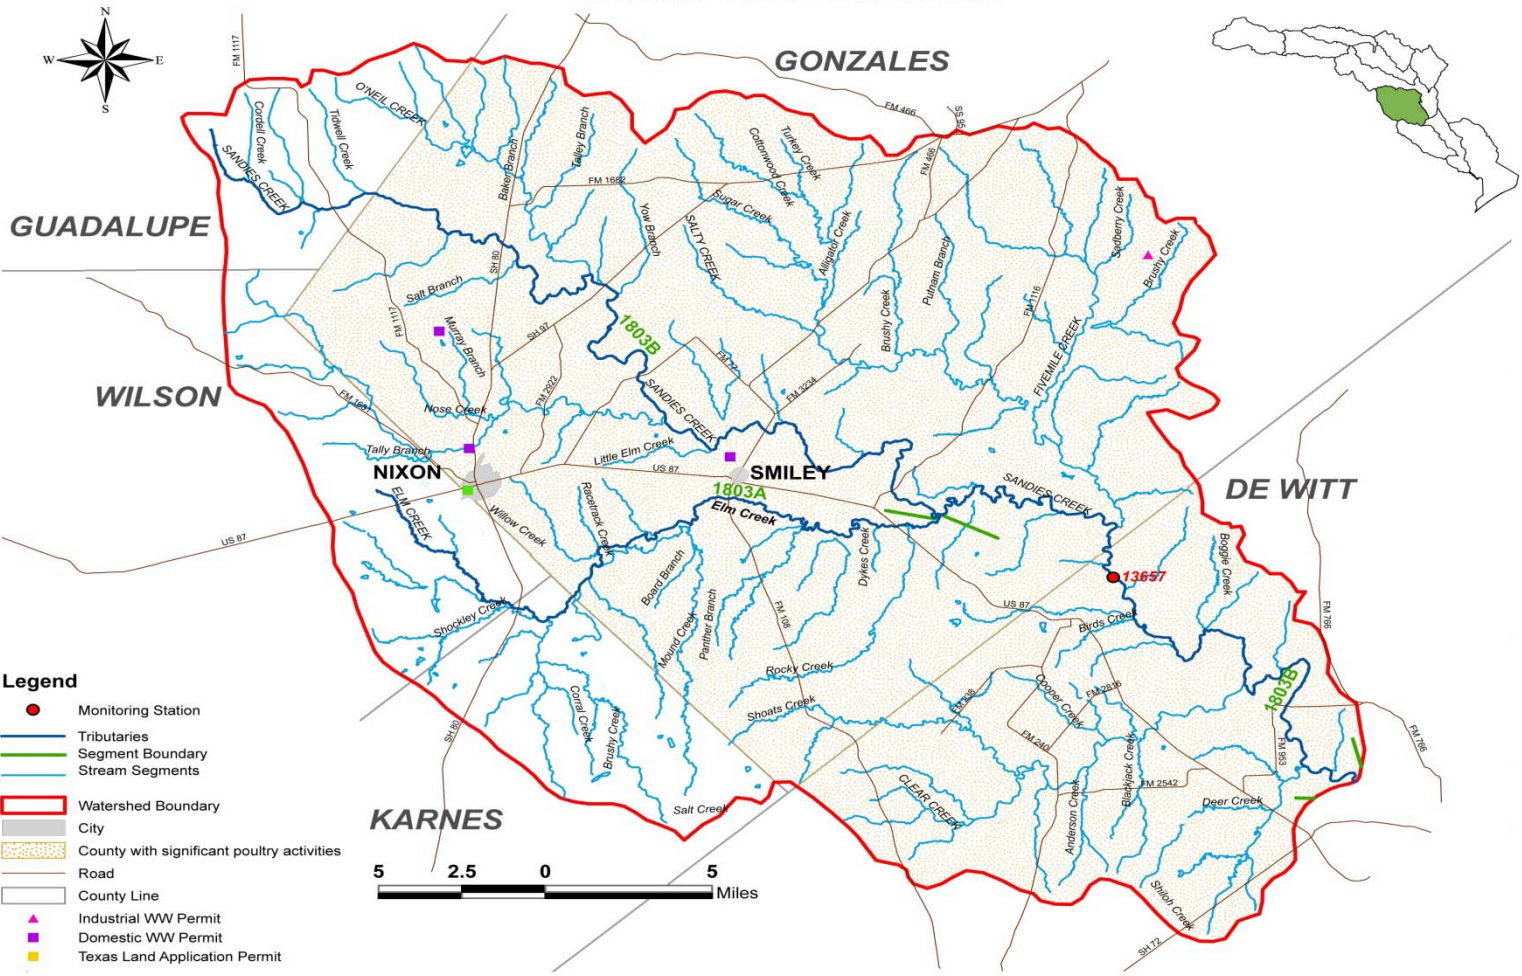 N
W
E
S
FM 1117
GONZALES
FM 466
SS 95
O'NEIL CREEK
Cordell Creek
Tidwell Creek
SANDIES CREEK
Baker Branch
Talley Branch
FM 1682
Cottonwood Creek
Turkey Creek
FM 466
Sugar Creek
Yow Branch
SALTY CREEK
Alligator Creek
Putnam Branch
Sadberry Creek
Brushy Creek
GUADALUPE
SH 80
Salt Branch
FM 1117
Murray Branch
SH 97
1803B
Brushy Creek
FM 1116
FIVEMILE CREEK
WILSON
FM 2922
SANDIES CREEK
FM 3234
Nose Creek
Tally Branch
Little Elm Creek
NIXON
US 87
SMILEY
1803A
Elm Creek
SANDIES CREEK
DE WITT
ELM CREEK
Willow Creek
Racetrack Creek
US 87
Dykes Creek
Boggie Creek
13657
Board Branch
Shockley Creek
Mound Creek
Panther Branch
FM 108
US 87
Birds Creek
FM 766
Rocky Creek
Shoats Creek
Cooper Creek
FM 2816
1803B
Corral Creek
Brushy Creek
SH 80
FM 240
FM 953
FM 766
Blackjack Creek
FM 2542
CLEAR CREEK
Anderson Creek
Deer Creek
Salt Creek
KARNES
Shiloh Creek
SH 72
5
2.5
0
5
Miles
Legend
Monitoring Station
Tributaries
Segment Boundary
Stream Segments
Watershed Boundary
City
County with significant poultry activities
Road
County Line
Industrial WW Permit
Domestic WW Permit
Texas Land Application Permit